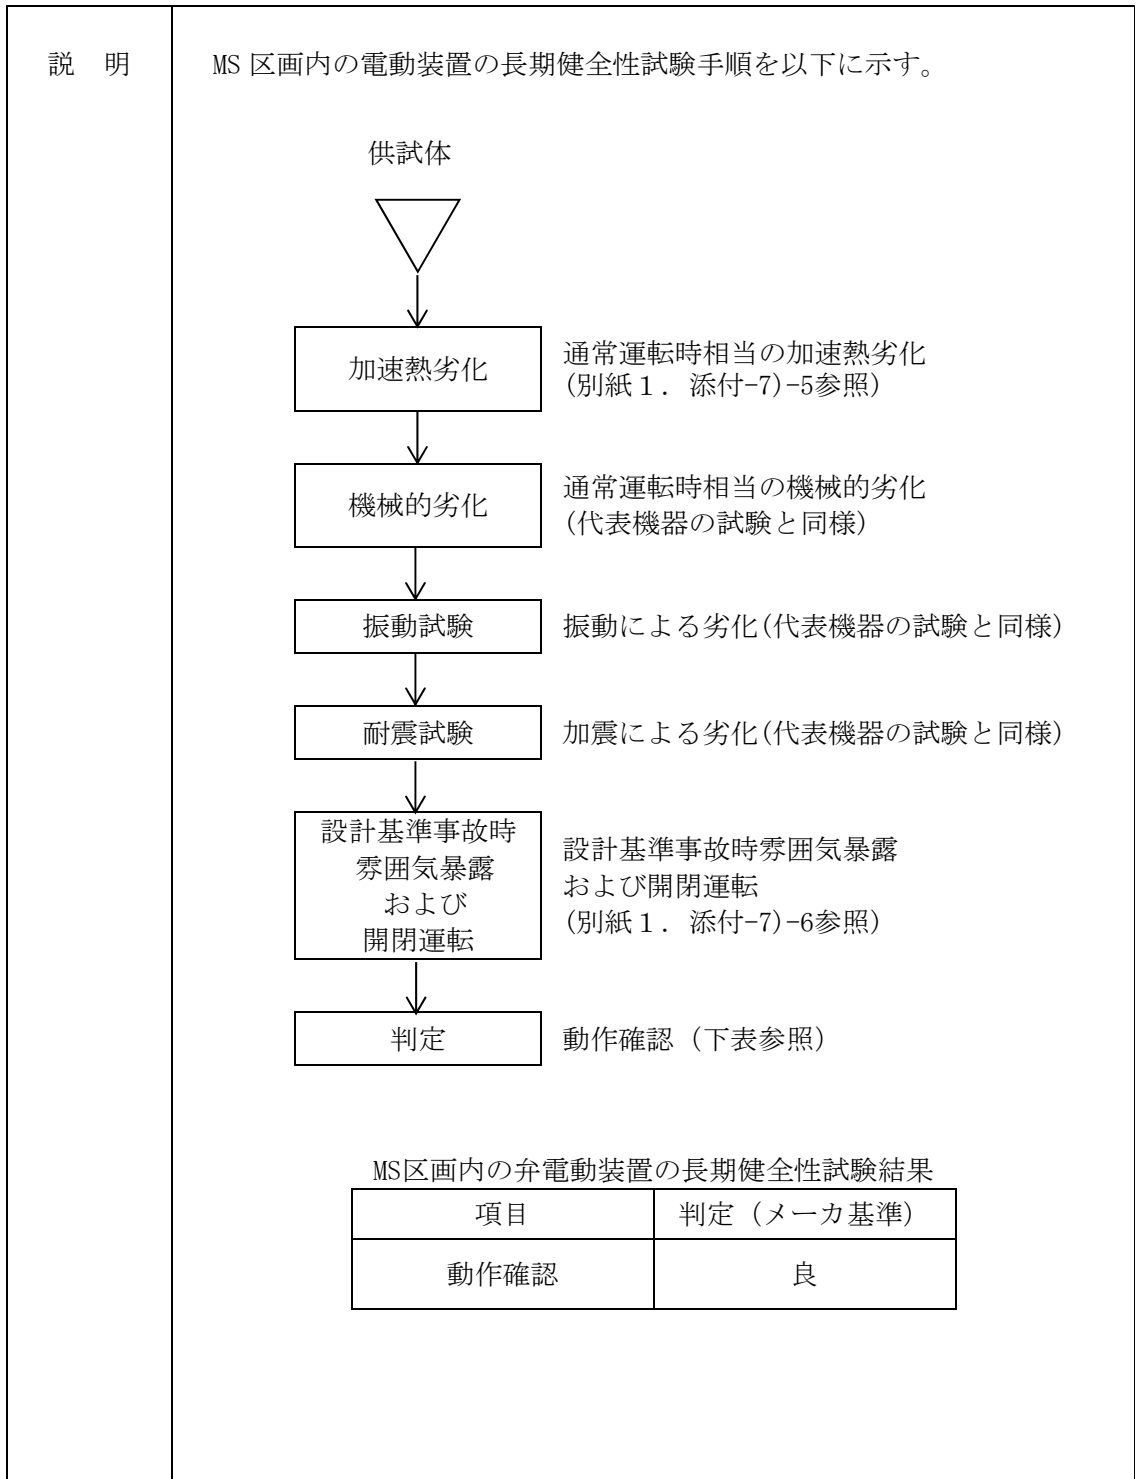 説　明
MS 区画内の電動装置の長期健全性試験手順を以下に示す。
供試体
加速熱劣化
通常運転時相当の加速熱劣化
(別紙１．添付-7)-5参照)
機械的劣化
通常運転時相当の機械的劣化
(代表機器の試験と同様)
振動試験
振動による劣化(代表機器の試験と同様)
耐震試験
加震による劣化(代表機器の試験と同様)
設計基準事故時
雰囲気暴露
および
開閉運転
設計基準事故時雰囲気暴露
および開閉運転
(別紙１．添付-7)-6参照)
判定
動作確認（下表参照）
MS区画内の弁電動装置の長期健全性試験結果
項目
判定（メーカ基準）
動作確認
良